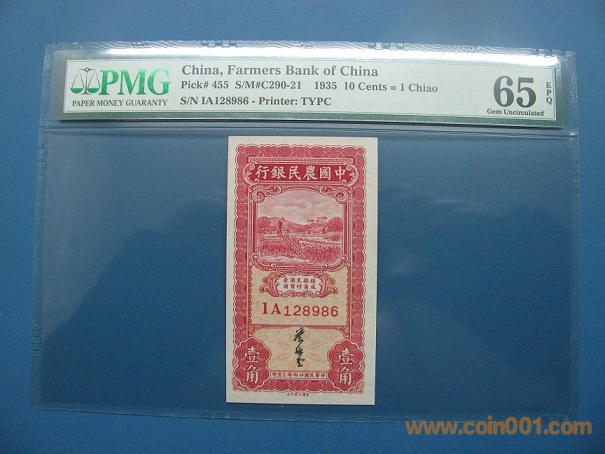 PMG
PAPER MONEY GUARANTY
China, Farmers Bank of China
Pick# 455 S/M#C290-21 1935 10 Cents = 1 Chiao
S/N IA128986 - Printer: TYPC
65 EPQ
Gem Uncirculated
行銀民農國中
IA128986
壹角 壹角
www.coin001.com